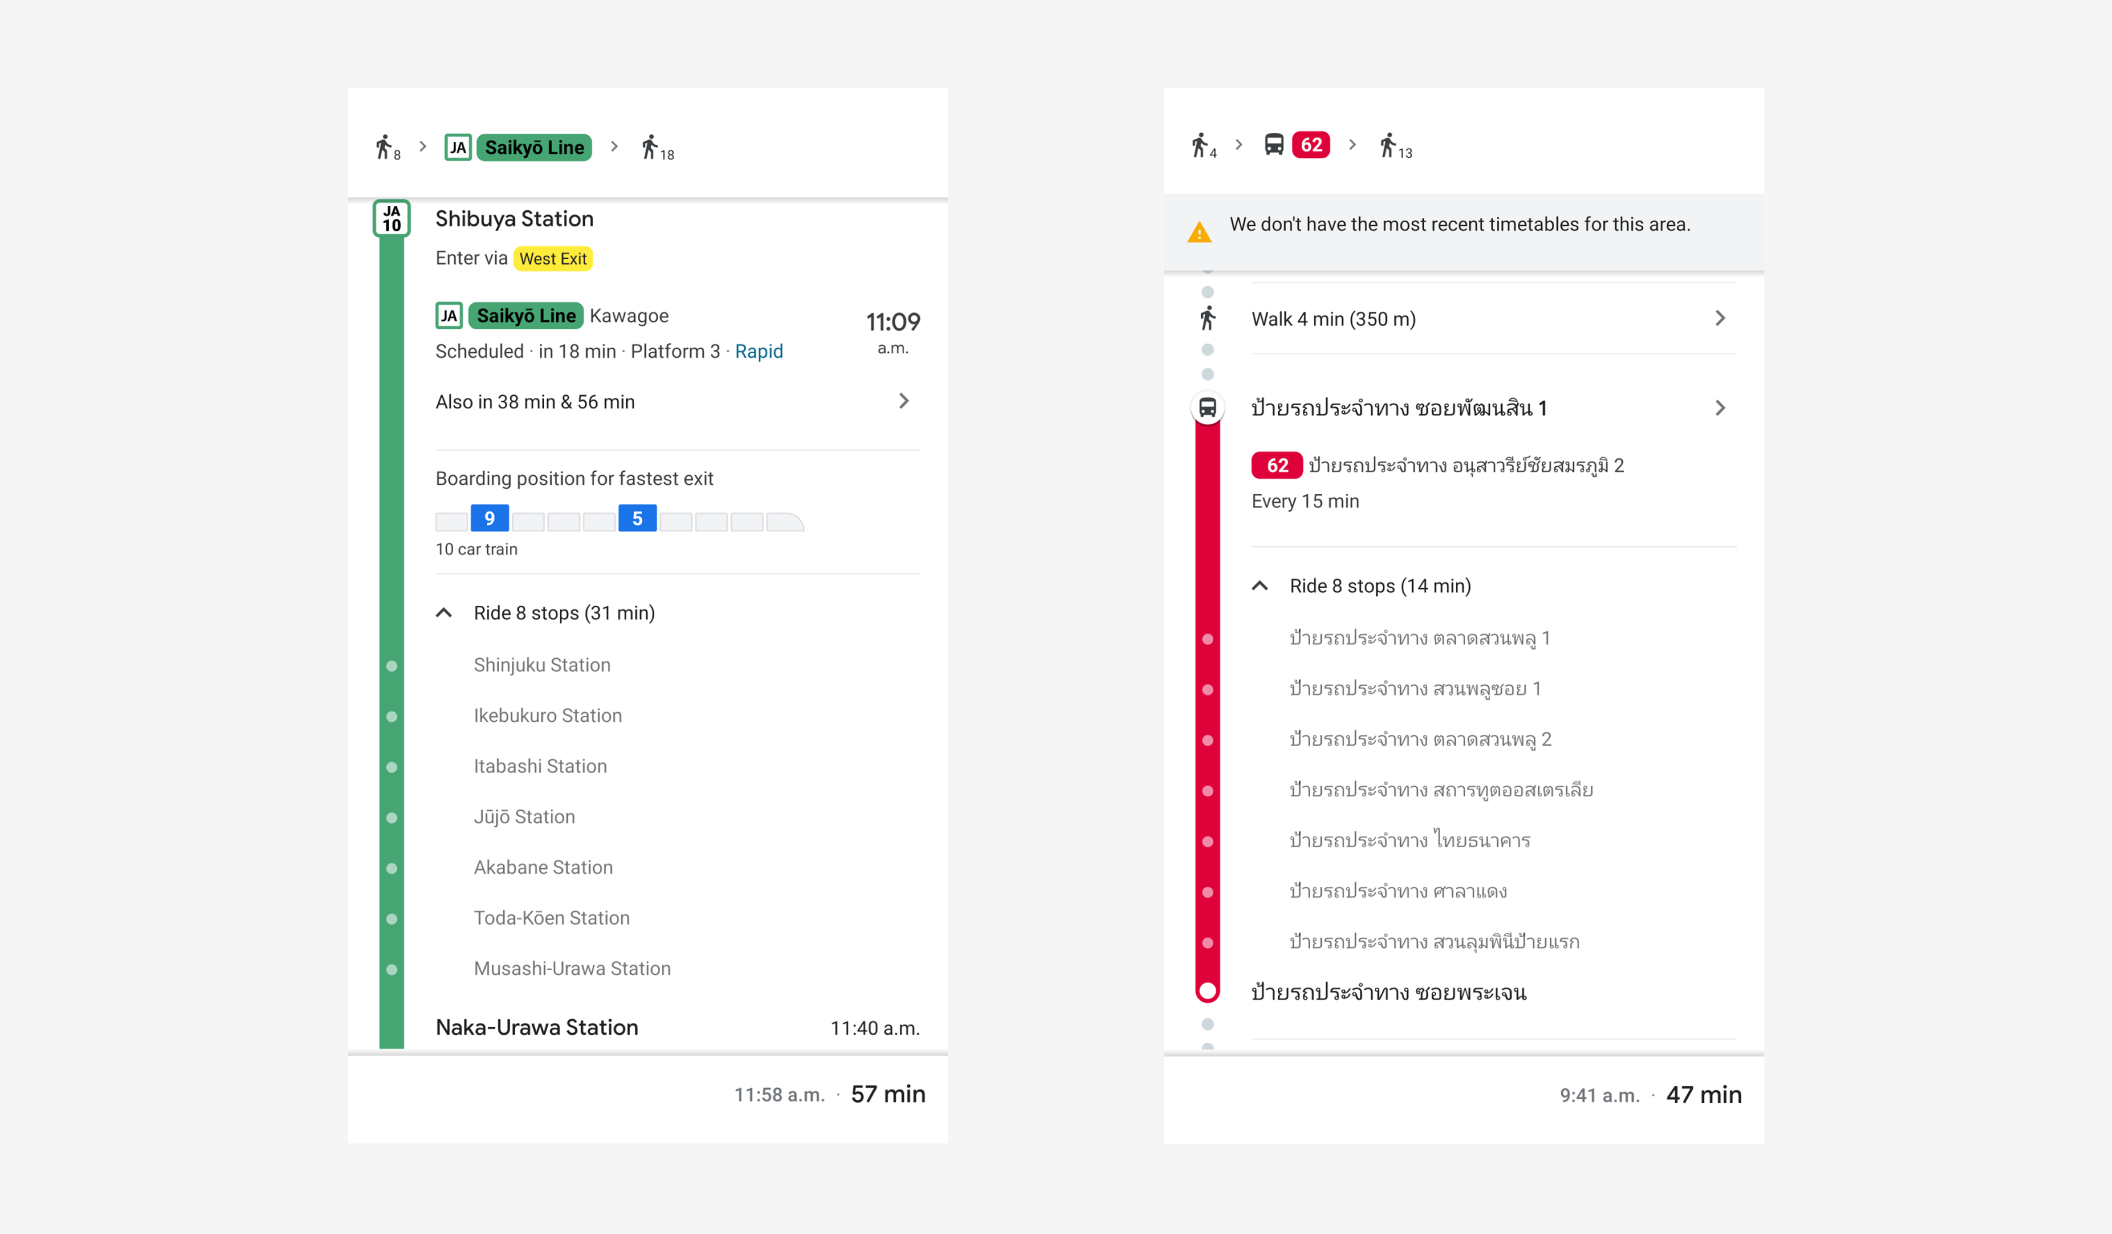 8 > JA Saikyō Line > 18
JA
10
Shibuya Station
Enter via West Exit
JA Saikyō Line Kawagoe
11:09
a.m.
Scheduled · in 18 min · Platform 3 · Rapid
Also in 38 min & 56 min
Boarding position for fastest exit
9 5
10 car train
Ride 8 stops (31 min)
Shinjuku Station
Ikebukuro Station
Itabashi Station
Jūjō Station
Akabane Station
Toda-Kōen Station
Musashi-Urawa Station
Naka-Urawa Station 11:40 a.m.
11:58 a.m. · 57 min
4 > 62 > 13
We don't have the most recent timetables for this area.
Walk 4 min (350 m)
ป้ายรถประจำทาง ซอยพัฒนสิน 1
62 ป้ายรถประจำทาง อนุสาวรีย์ชัยสมรภูมิ 2
Every 15 min
Ride 8 stops (14 min)
ป้ายรถประจำทาง ตลาดสวนพลู 1
ป้ายรถประจำทาง สวนพลูซอย 1
ป้ายรถประจำทาง ตลาดสวนพลู 2
ป้ายรถประจำทาง สถารทูตออสเตรเลีย
ป้ายรถประจำทาง ไทยธนาคาร
ป้ายรถประจำทาง ศาลาแดง
ป้ายรถประจำทาง สวนลุมพินีป้ายแรก
ป้ายรถประจำทาง ซอยพระเจน
9:41 a.m. · 47 min